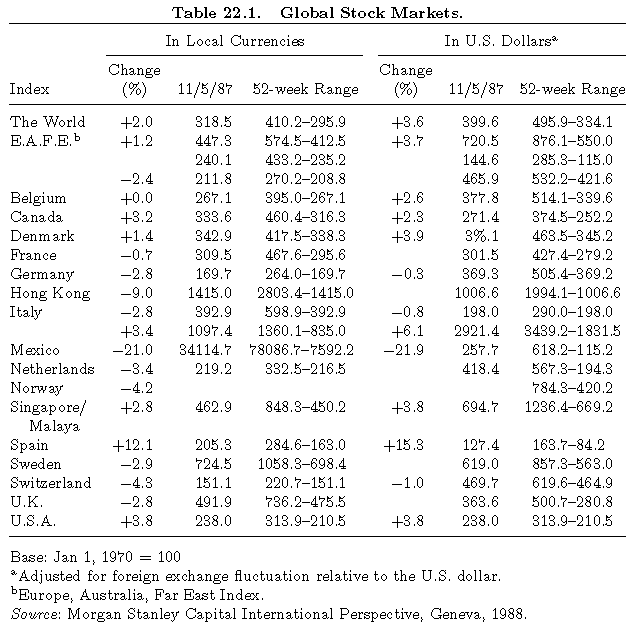 Table 22.1. Global Stock Markets.
In Local Currencies In U.S. Dollarsᵃ
Change Change
Index (%) 11/5/87 52-week Range (%) 11/5/87 52-week Range
The World +2.0 318.5 410.2–295.9 +3.6 399.6 495.9–334.1
E.A.F.E.ᵇ +1.2 447.3 574.5–412.5 +3.7 720.5 876.1–550.0
240.1 433.2–235.2 144.6 285.3–115.0
−2.4 211.8 270.2–208.8 465.9 532.2–421.6
Belgium +0.0 267.1 395.0–267.1 +2.6 377.8 514.1–339.6
Canada +3.2 333.6 460.4–316.3 +2.3 271.4 374.5–252.2
Denmark +1.4 342.9 417.5–338.3 +3.9 3%.1 463.5–345.2
France −0.7 309.5 467.6–295.6 301.5 427.4–279.2
Germany −2.8 169.7 264.0–169.7 −0.3 369.3 505.4–369.2
Hong Kong −9.0 1415.0 2803.4–1415.0 1006.6 1994.1–1006.6
Italy −2.8 392.9 598.9–392.9 −0.8 198.0 290.0–198.0
+3.4 1097.4 1360.1–835.0 +6.1 2921.4 3439.2–1831.5
Mexico −21.0 34114.7 78086.7–7592.2 −21.9 257.7 618.2–115.2
Netherlands −3.4 219.2 332.5–216.5 418.4 567.3–194.3
Norway −4.2 784.3–420.2
Singapore/ +2.8 462.9 848.3–450.2 +3.8 694.7 1236.4–669.2
Malaya
Spain +12.1 205.3 284.6–163.0 +15.3 127.4 163.7–84.2
Sweden −2.9 724.5 1058.3–698.4 619.0 857.3–563.0
Switzerland −4.3 151.1 220.7–151.1 −1.0 469.7 619.6–464.9
U.K. −2.8 491.9 736.2–475.5 363.6 500.7–280.8
U.S.A. +3.8 238.0 313.9–210.5 +3.8 238.0 313.9–210.5
Base: Jan 1, 1970 = 100
ᵃAdjusted for foreign exchange fluctuation relative to the U.S. dollar.
ᵇEurope, Australia, Far East Index.
Source: Morgan Stanley Capital International Perspective, Geneva, 1988.